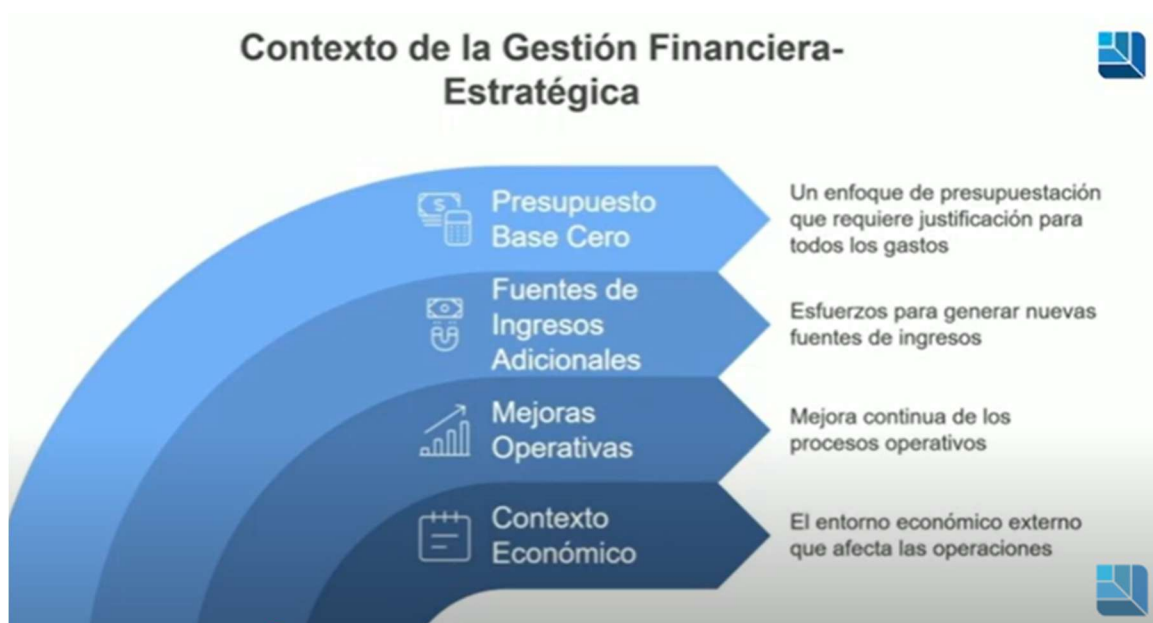 Contexto de la Gestión Financiera-
Estratégica
Presupuesto
Base Cero
Un enfoque de presupuestación
que requiere justificación para
todos los gastos
Fuentes de
Ingresos
Adicionales
Esfuerzos para generar nuevas
fuentes de ingresos
Mejoras
Operativas
Mejora continua de los
procesos operativos
Contexto
Económico
El entorno económico externo
que afecta las operaciones